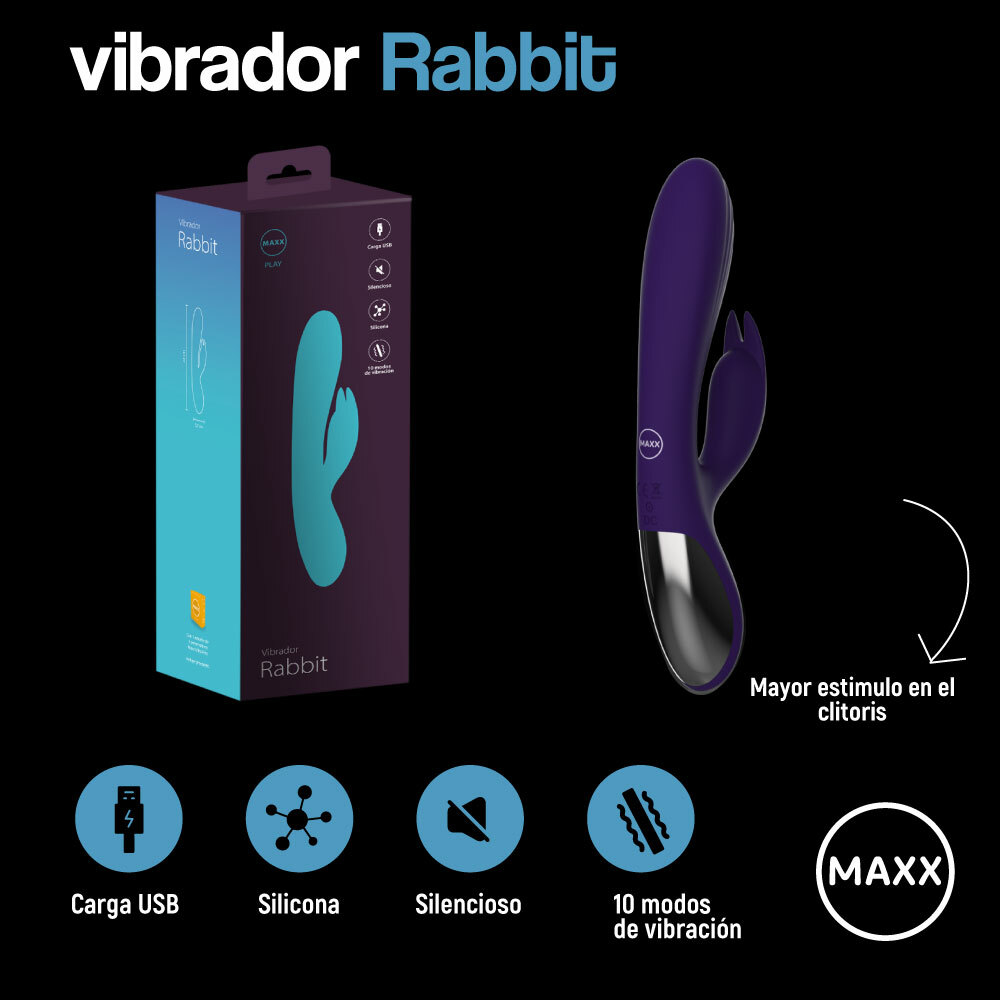 vibrador Rabbit
Vibrador
Rabbit
MAXX
PLAY
Carga USB
Silencioso
Silicona
10 modos
de vibración
Vibrador
Rabbit
MAXX
Mayor estimulo en el
clitoris
Carga USB
Silicona
Silencioso
10 modos
de vibración
MAXX